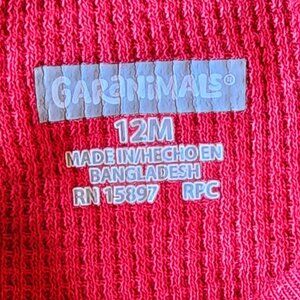 GARANIMALS
12M
MADE IN/HECHO EN
BANGLADESH
RN 15897 RPC